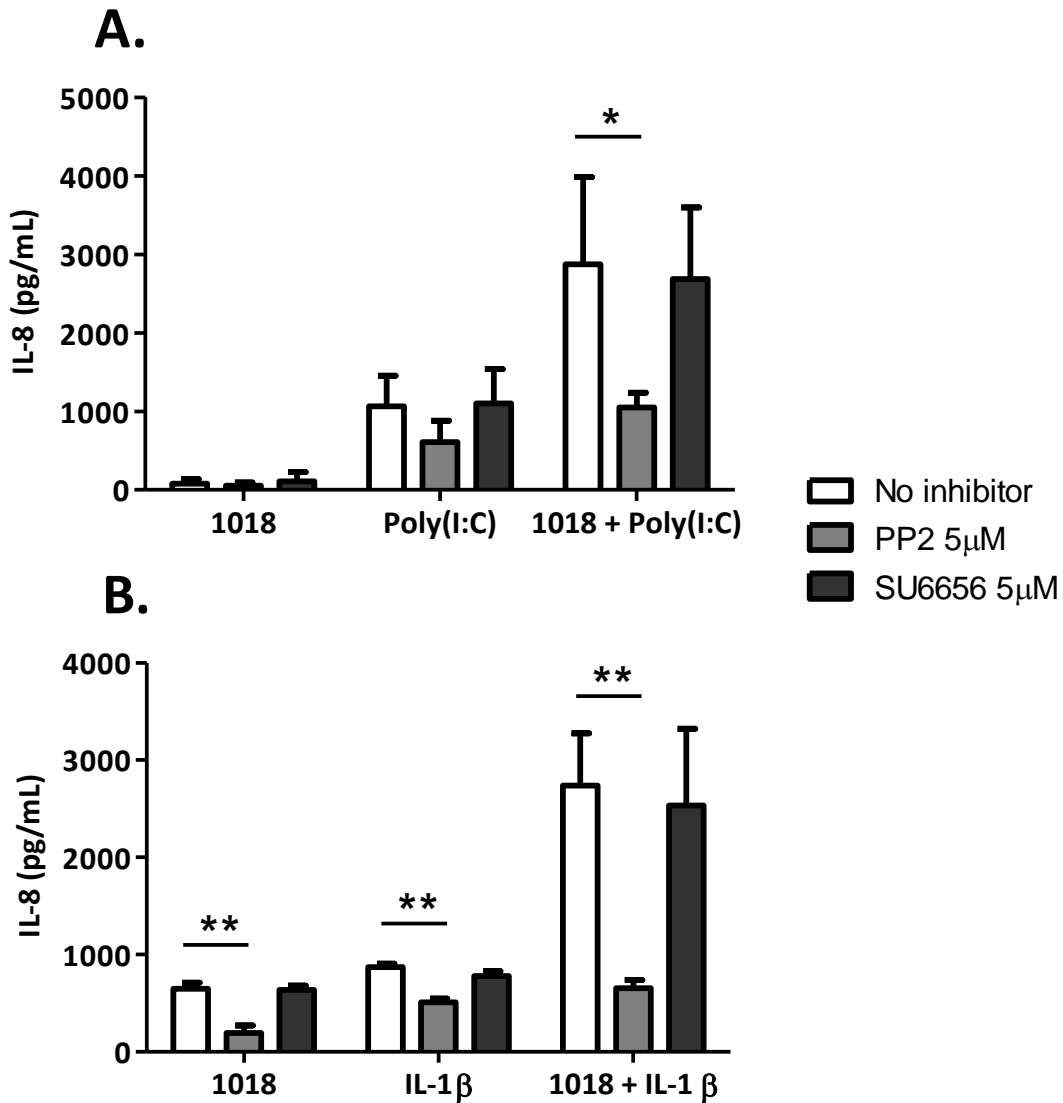 A.
IL-8 (pg/mL)
5000
4000
3000
2000
1000
0
*
1018
Poly(I:C)
1018 + Poly(I:C)
No inhibitor
PP2 5μM
SU6656 5μM
B.
IL-8 (pg/mL)
4000
3000
2000
1000
0
**
**
**
1018
IL-1β
1018 + IL-1 β